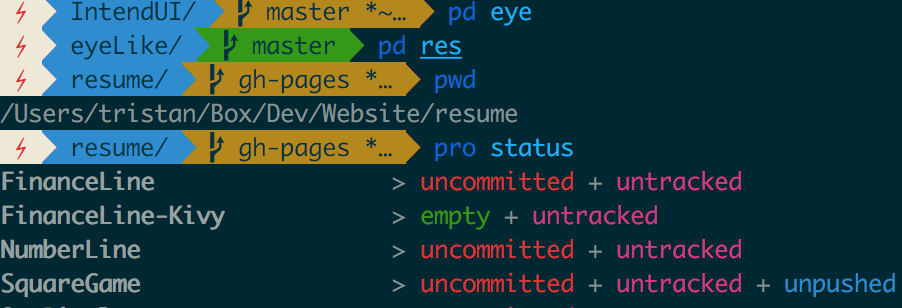 IntendUI/ master *~… pd eye
eyeLike/ master pd res
resume/ gh-pages *… pwd
/Users/tristan/Box/Dev/Website/resume
resume/ gh-pages *… pro status
FinanceLine > uncommitted + untracked
FinanceLine-Kivy > empty + untracked
NumberLine > uncommitted + untracked
SquareGame > uncommitted + untracked + unpushed